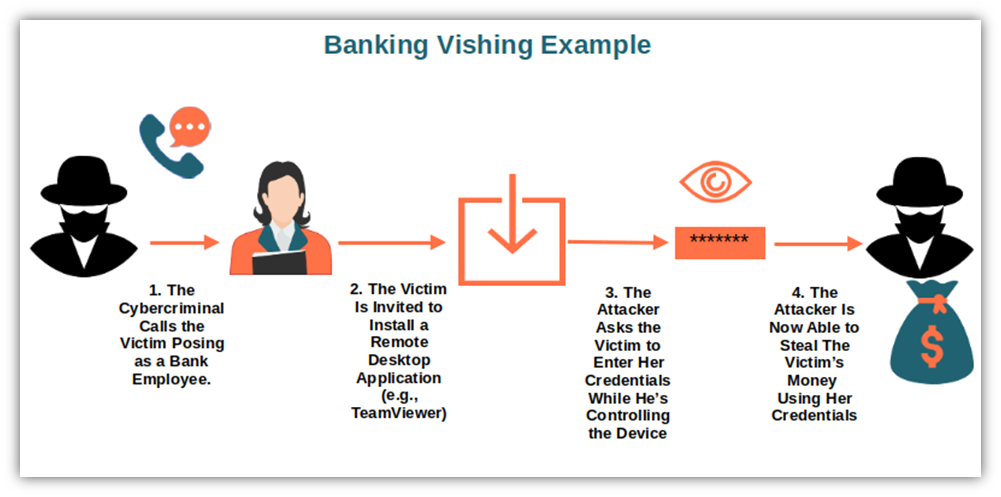 Banking Vishing Example
*******
1. The
Cybercriminal
Calls the
Victim Posing
as a Bank
Employee.
2. The Victim
Is Invited to
Install a
Remote
Desktop
Application
(e.g.,
TeamViewer)
3. The
Attacker
Asks the
Victim to
Enter Her
Credentials
While He's
Controlling
the Device
4. The
Attacker Is
Now Able to
Steal The
Victim's
Money
Using Her
Credentials
$